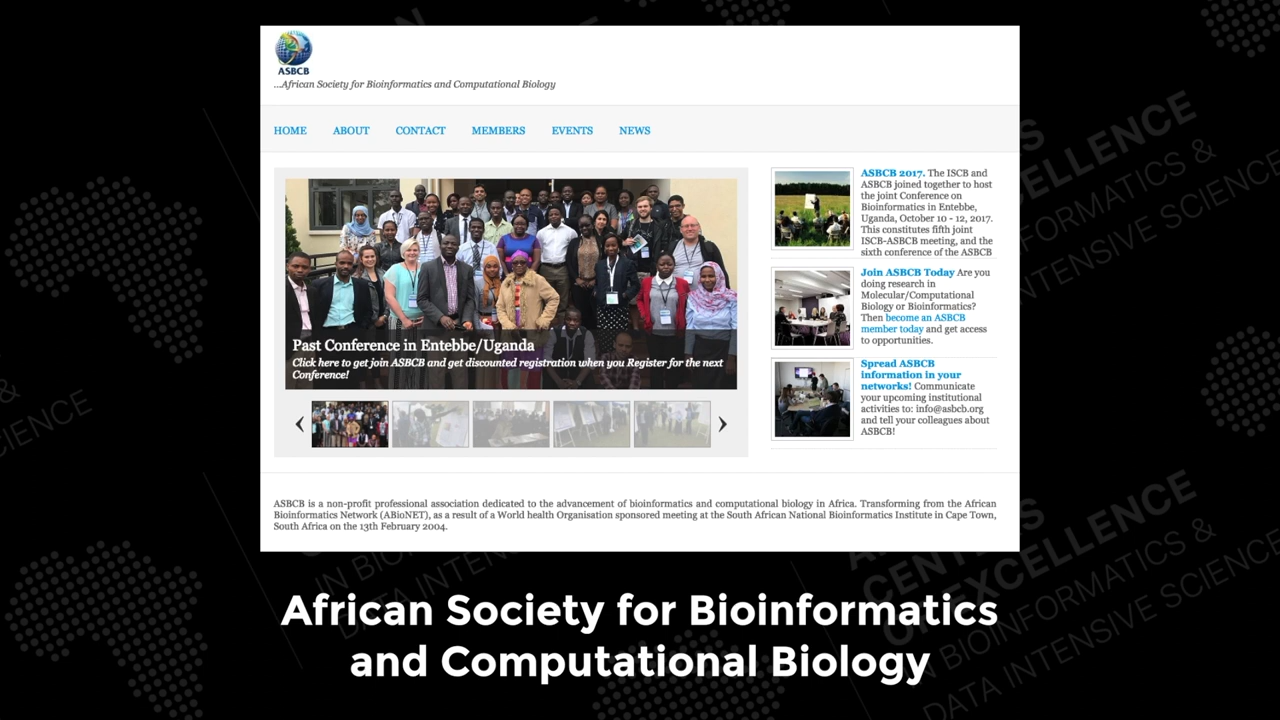 ASBCB
...African Society for Bioinformatics and Computational Biology
HOME ABOUT CONTACT MEMBERS EVENTS NEWS
Past Conference in Entebbe/Uganda
Click here to get join ASBCB and get discounted registration when you Register for the next
Conference!
ASBCB 2017. The ISCB and
ASBCB joined together to host
the joint Conference on
Bioinformatics in Entebbe,
Uganda, October 10 - 12, 2017.
This constitutes fifth joint
ISCB-ASBCB meeting, and the
sixth conference of the ASBCB
Join ASBCB Today Are you
doing research in
Molecular/Computational
Biology or Bioinformatics?
Then become an ASBCB
member today and get access
to opportunities.
Spread ASBCB
information in your
networks! Communicate
your upcoming institutional
activities to: info@asbcb.org
and tell your colleagues about
ASBCB!
ASBCB is a non-profit professional association dedicated to the advancement of bioinformatics and computational biology in Africa. Transforming from the African
Bioinformatics Network (ABioNET), as a result of a World health Organisation sponsored meeting at the South African National Bioinformatics Institute in Cape Town,
South Africa on the 13th February 2004.
African Society for Bioinformatics
and Computational Biology
CENTERS
OF EXCELLENCE
IN BIOINFORMATICS &
DATA INTENSIVE SCIENCE